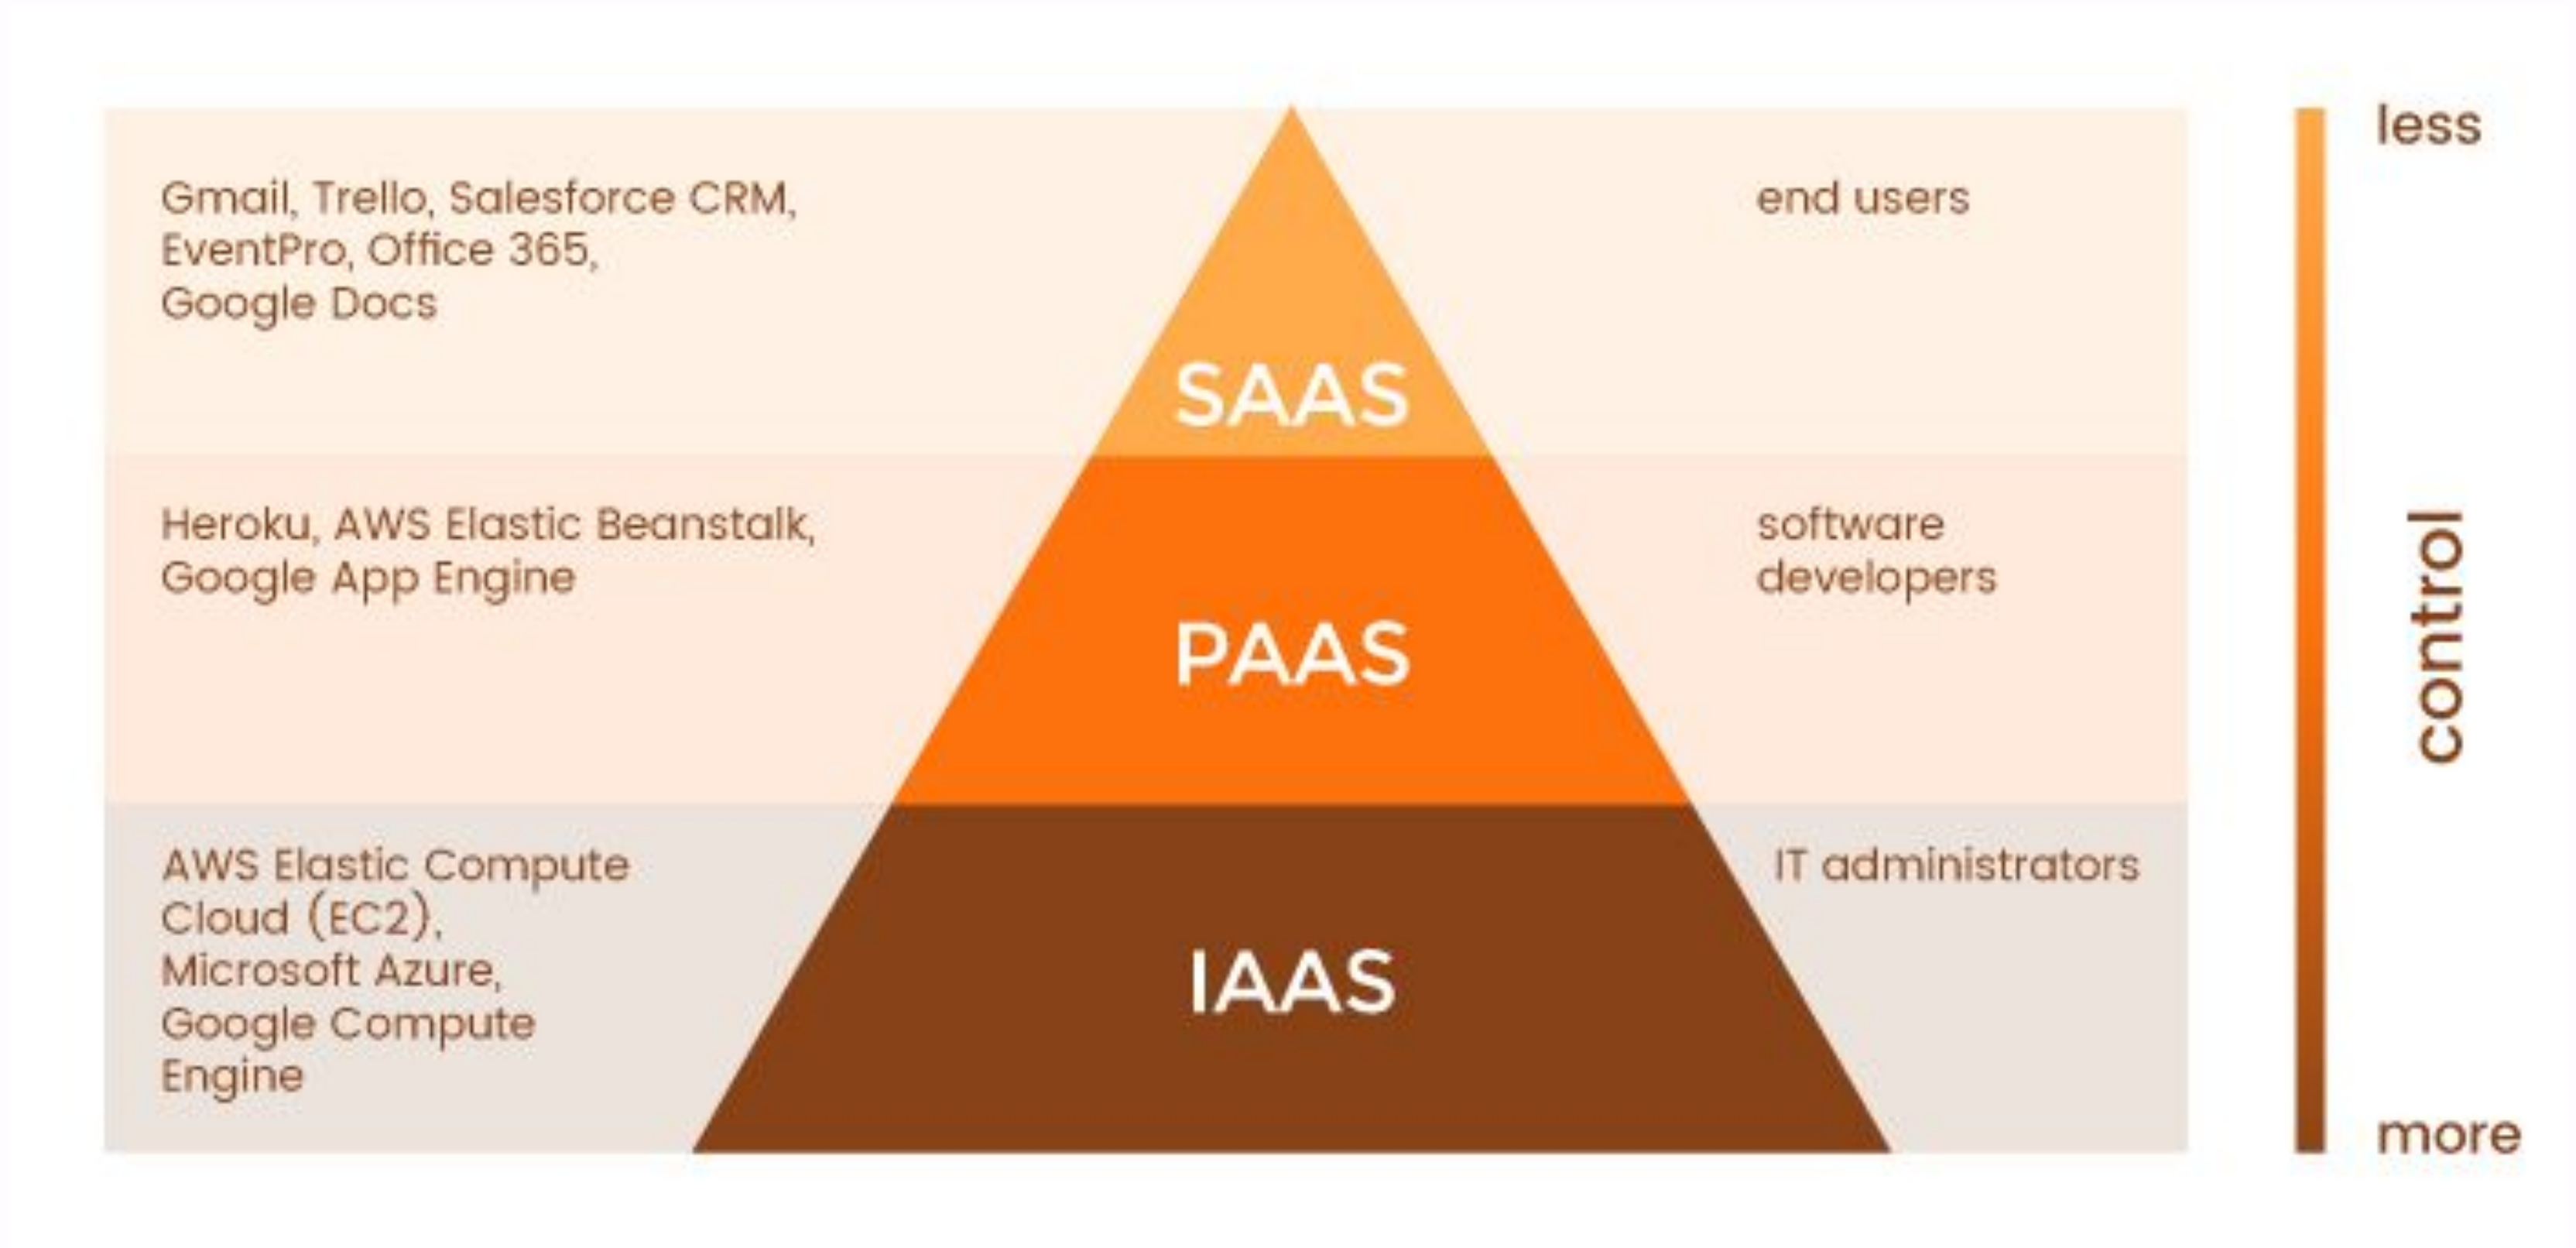 less
Gmail, Trello, Salesforce CRM,
EventPro, Office 365,
Google Docs
end users
SAAS
Heroku, AWS Elastic Beanstalk,
Google App Engine
software
developers
PAAS
control
AWS Elastic Compute
Cloud (EC2),
Microsoft Azure,
Google Compute
Engine
IT administrators
IAAS
more